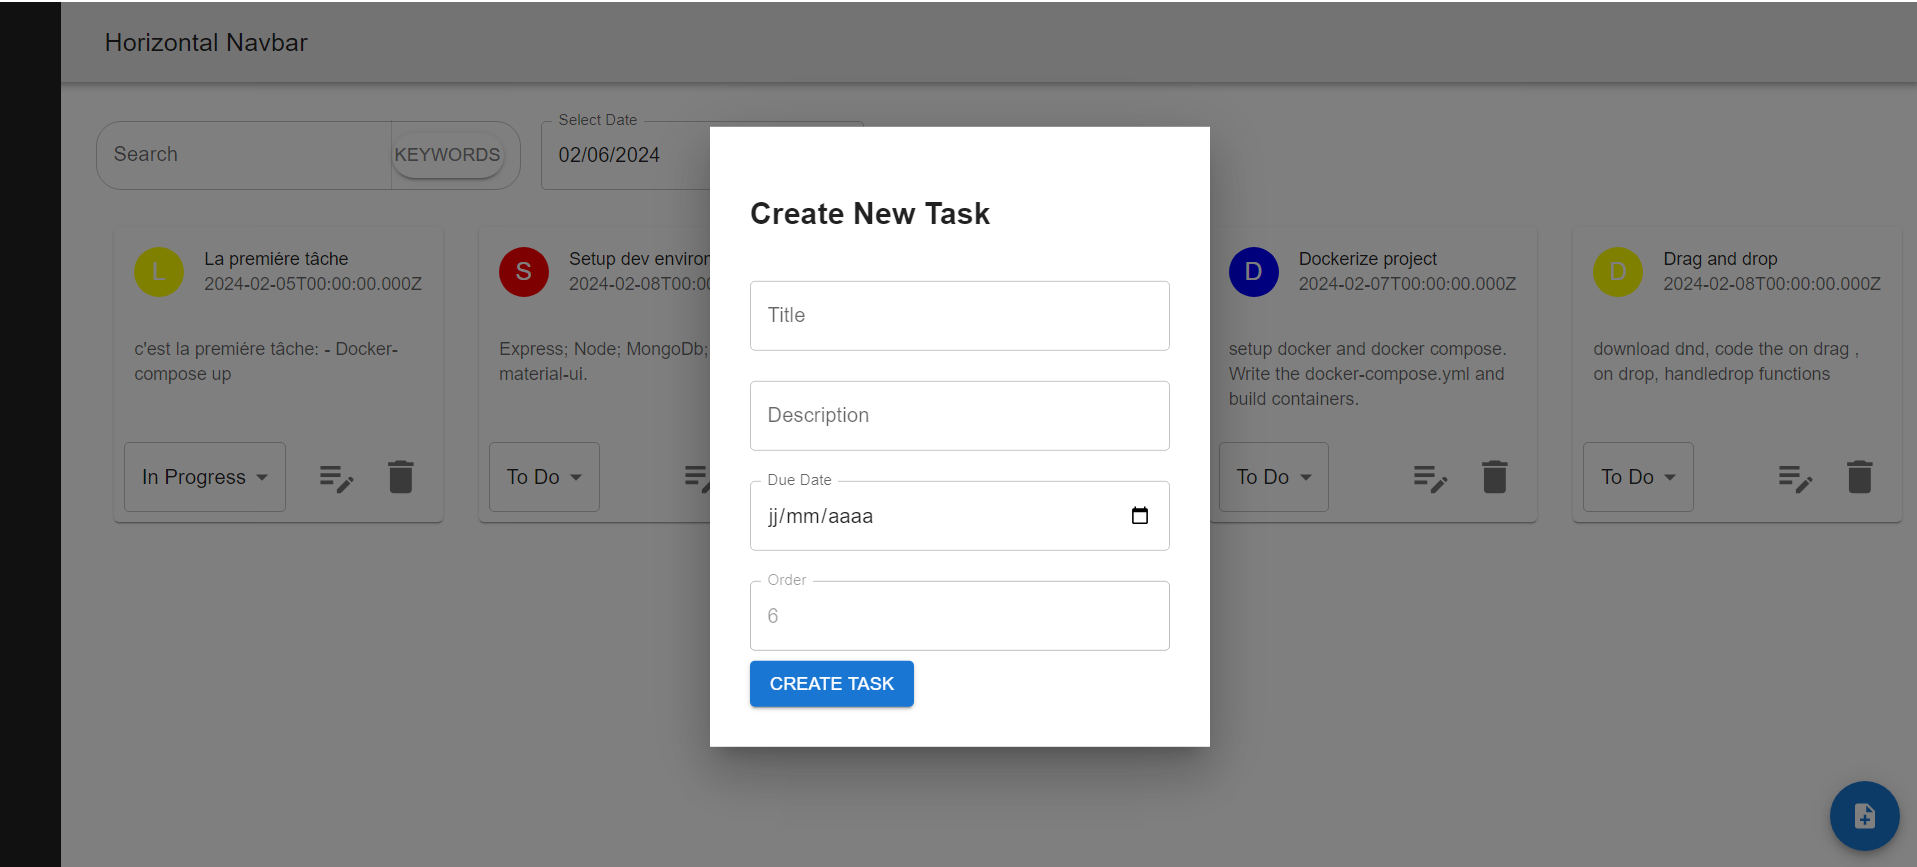 Horizontal Navbar
Search
KEYWORDS
Select Date
02/06/2024
L
La premiére tâche
2024-02-05T00:00:00.000Z
c'est la premiére tâche: - Docker-
compose up
In Progress
S
Setup dev
2024-02-08T00:00
Express; Node; MongoDb;
material-ui.
To Do
Create New Task
Title
Description
Due Date
jj/mm/aaaa
Order
6
CREATE TASK
D
Dockerize project
2024-02-07T00:00:00.000Z
setup docker and docker compose.
Write the docker-compose.yml and
build containers.
To Do
D
Drag and drop
2024-02-08T00:00:00.000Z
download dnd, code the on drag ,
on drop, handledrop functions
To Do